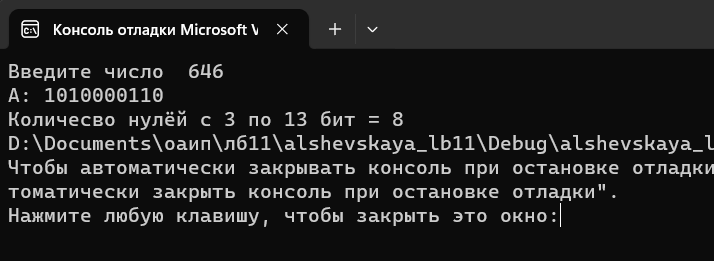 Консоль отладки Microsoft V
Введите число  646
A: 1010000110
Количесво нулёй с 3 по 13 бит = 8
D:\Documents\оаип\лб11\alshevskaya_lb11\Debug\alshevskaya_l
Чтобы автоматически закрывать консоль при остановке отладки
томатически закрыть консоль при остановке отладки".
Нажмите любую клавишу, чтобы закрыть это окно: